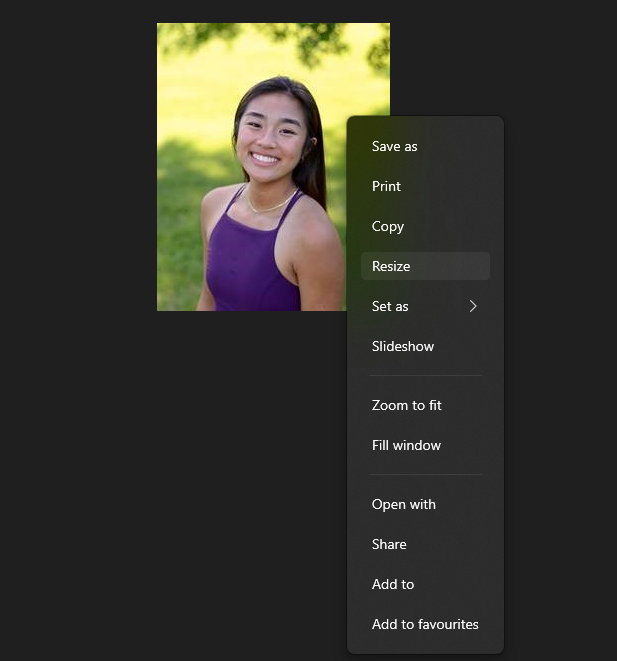 Save as
Print
Copy
Resize
Set as
Slideshow
Zoom to fit
Fill window
Open with
Share
Add to
Add to favourites